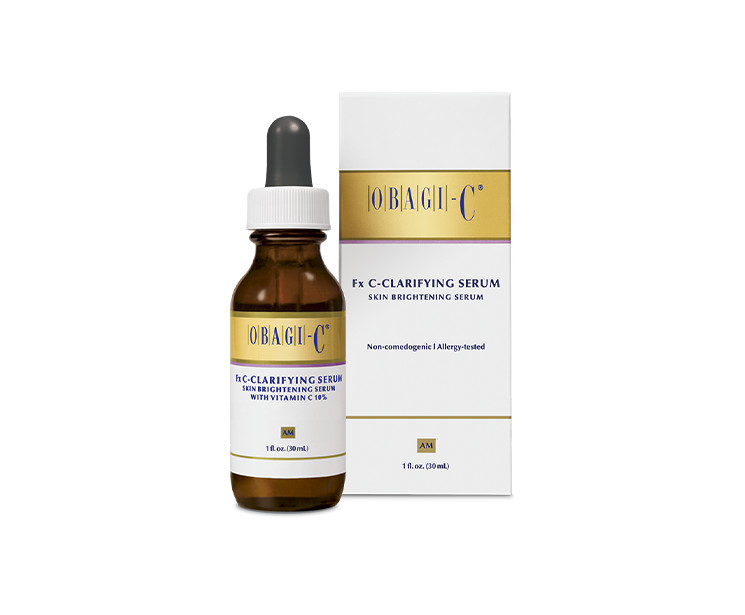 OBAGI-C®
Fx C-CLARIFYING SERUM
SKIN BRIGHTENING SERUM
WITH VITAMIN C 10%
AM
1 fl. oz. (30 mL)
OBAGI-C®
Fx C-CLARIFYING SERUM
SKIN BRIGHTENING SERUM
Non-comedogenic | Allergy-tested
AM
1 fl. oz. (30 mL)